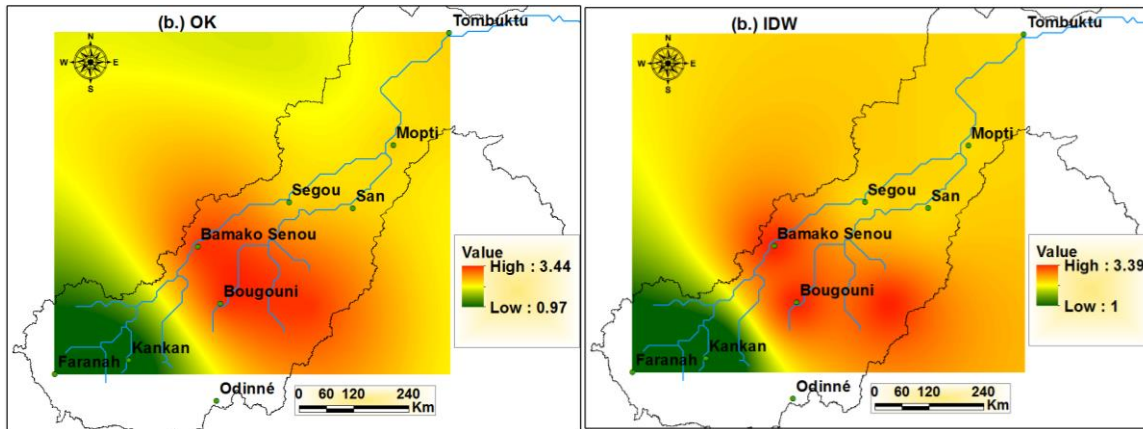 (b.) OK
Tombuktu
N
W E
S
Mopti
Segou
San
Bamako Senou
Value
High : 3.44
Low : 0.97
Bougouni
Kankan
Faranah
Odinné
0 60 120 240
Km
(b.) IDW
Tombuktu
N
W E
S
Mopti
Segou
San
Bamako Senou
Value
High : 3.39
Low : 1
Bougouni
Kankan
Faranah
Odinné
0 60 120 240
Km